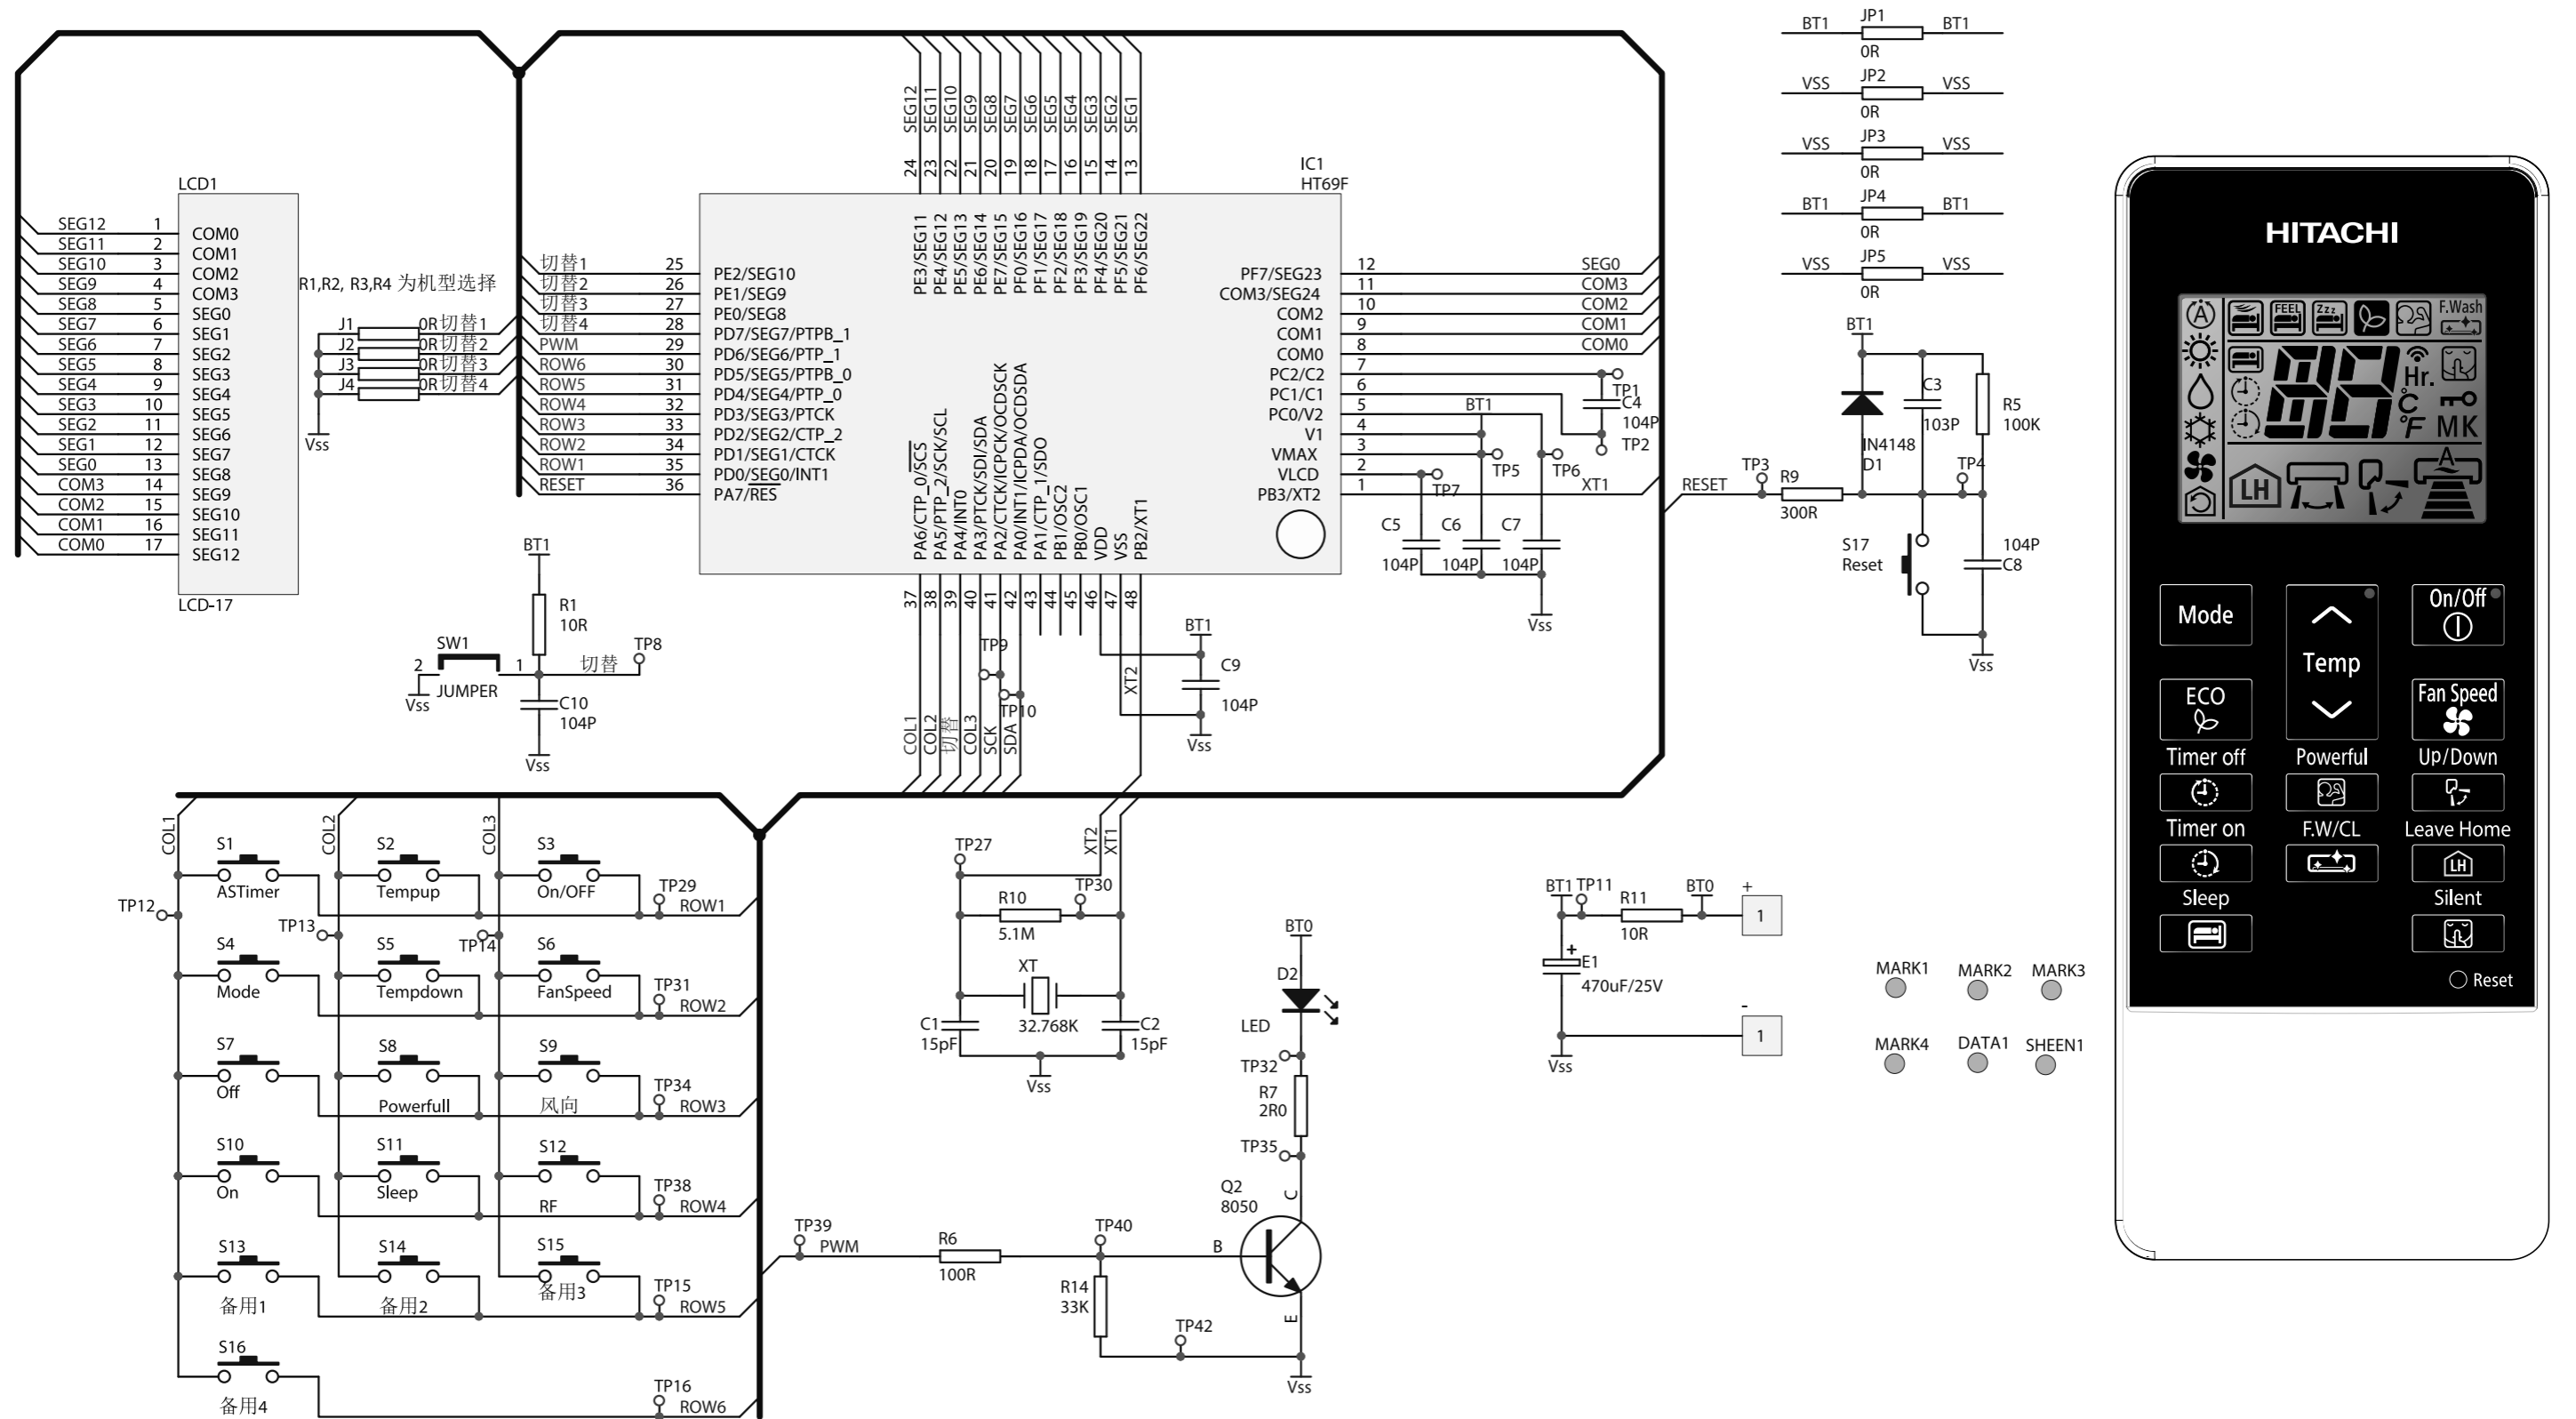 LCD1
SEG12 1 COM0
SEG11 2 COM1
SEG10 3 COM2
SEG9 4 COM3
SEG8 5 SEG0
SEG7 6 SEG1
SEG6 7 SEG2
SEG5 8 SEG3
SEG4 9 SEG4
SEG3 10 SEG5
SEG2 11 SEG6
SEG1 12 SEG7
SEG0 13 SEG8
COM3 14 SEG9
COM2 15 SEG10
COM1 16 SEG11
COM0 17 SEG12
LCD-17
R1,R2, R3,R4 为机型选择
J1 0R切替1
J2 0R切替2
J3 0R切替3
J4 0R切替4
Vss
IC1
HT69F
SEG12 24 PE3/SEG11
SEG11 23 PE4/SEG12
SEG10 22 PE5/SEG13
SEG9 21 PE6/SEG14
SEG8 20 PE7/SEG15
SEG7 19 PF0/SEG16
SEG6 18 PF1/SEG17
SEG5 17 PF2/SEG18
SEG4 16 PF3/SEG19
SEG3 15 PF4/SEG20
SEG2 14 PF5/SEG21
SEG1 13 PF6/SEG22
切替1 25 PE2/SEG10
切替2 26 PE1/SEG9
切替3 27 PE0/SEG8
切替4 28 PD7/SEG7/PTPB_1
PWM 29 PD6/SEG6/PTP_1
ROW6 30 PD5/SEG5/PTPB_0
ROW5 31 PD4/SEG4/PTP_0
ROW4 32 PD3/SEG3/PTCK
ROW3 33 PD2/SEG2/CTP_2
ROW2 34 PD1/SEG1/CTCK
ROW1 35 PD0/SEG0/INT1
RESET 36 PA7/RES
PF7/SEG23 12 SEG0
COM3/SEG24 11 COM3
COM2 10 COM2
COM1 9 COM1
COM0 8 COM0
PC2/C2 7
PC1/C1 6
PC0/V2 5
V1 4
VMAX 3
VLCD 2
PB3/XT2 1 XT1
PA6/CTP_0/SCS 37 COL1
PA5/PTP_2/SCK/SCL 38 COL2
PA4/INT0 39 切替
PA3/PTCK/SDI/SDA 40 COL3
PA2/CTCK/ICPCK/OCDSCK 41 SCK
PA0/INT1/ICPDA/OCDSDA 42 SDA
PA1/CTP_1/SDO 43
PB1/OSC2 44
PB0/OSC1 45
VDD 46
VSS 47
PB2/XT1 48 XT2
TP9
TP10
BT1
C9
104P
Vss
TP1
C4
104P
TP2
BT1
TP5
TP6
TP7
C5
104P
C6
104P
C7
104P
Vss
BT1
R1
10R
SW1
2 1
JUMPER
切替
TP8
Vss
C10
104P
Vss
BT1 JP1 BT1
0R
VSS JP2 VSS
0R
VSS JP3 VSS
0R
BT1 JP4 BT1
0R
VSS JP5 VSS
0R
BT1
C3
103P
R5
100K
IN4148
D1
RESET
TP3
R9
300R
TP4
S17
Reset
104P
C8
Vss
COL1
COL2
COL3
S1
ASTimer
S2
Tempup
S3
On/OFF
TP29
ROW1
TP12
TP13
TP14
S4
Mode
S5
Tempdown
S6
FanSpeed
TP31
ROW2
S7
Off
S8
Powerfull
S9
风向
TP34
ROW3
S10
On
S11
Sleep
S12
RF
TP38
ROW4
S13
备用1
S14
备用2
S15
备用3
TP15
ROW5
S16
备用4
TP16
ROW6
XT2
XT1
TP27
R10
5.1M
TP30
XT
32.768K
C1
15pF
C2
15pF
Vss
TP39
PWM
R6
100R
TP40
R14
33K
TP42
BT0
D2
LED
TP32
R7
2R0
TP35
Q2
8050
B
C
E
Vss
BT1 TP11
R11
10R
BT0
+
1
+
E1
470uF/25V
-
1
Vss
MARK1
MARK2
MARK3
MARK4
DATA1
SHEEN1
HITACHI
A
FEEL
Zzz
F.Wash
88
Hr.
°C
°F
MK
LH
A
Mode
Temp
On/Off
ECO
Fan Speed
Timer off
Powerful
Up/Down
Timer on
F.W/CL
Leave Home
LH
Sleep
Silent
Reset